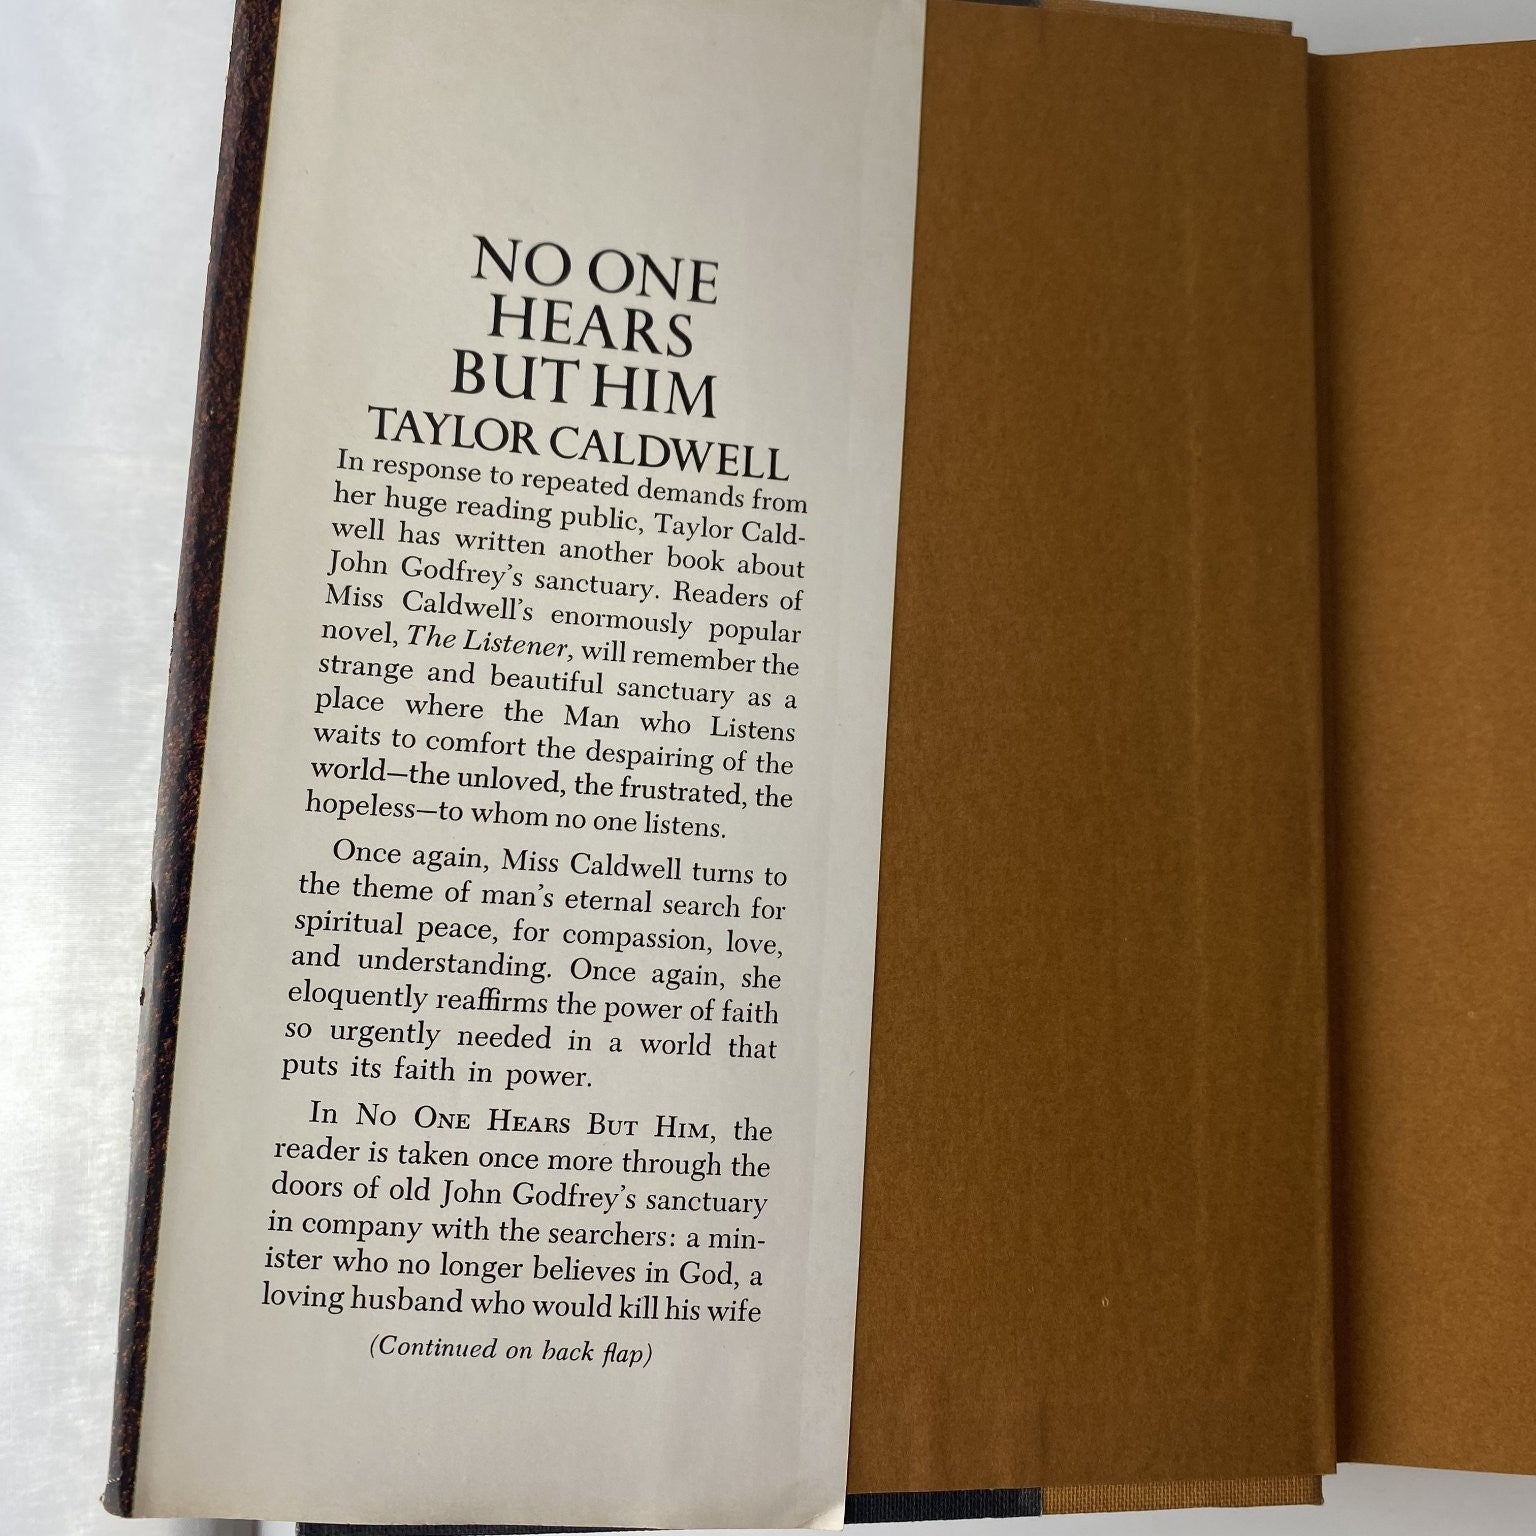 NO ONE
HEARS
BUT HIM
TAYLOR CALDWELL
In response to repeated demands from
her huge reading public, Taylor Cald-
well has written another book about
John Godfrey's sanctuary. Readers of
Miss Caldwell's enormously popular
novel, The Listener, will remember the
strange and beautiful sanctuary as a
place where the Man who Listens
waits to comfort the despairing of the
world—the unloved, the frustrated, the
hopeless—to whom no one listens.
Once again, Miss Caldwell turns to
the theme of man's eternal search for
spiritual peace, for compassion, love,
and understanding. Once again, she
eloquently reaffirms the power of faith
so urgently needed in a world that
puts its faith in power.
In NO ONE HEARS BUT HIM, the
reader is taken once more through the
doors of old John Godfrey's sanctuary
in company with the searchers: a min-
ister who no longer believes in God, a
loving husband who would kill his wife
(Continued on back flap)